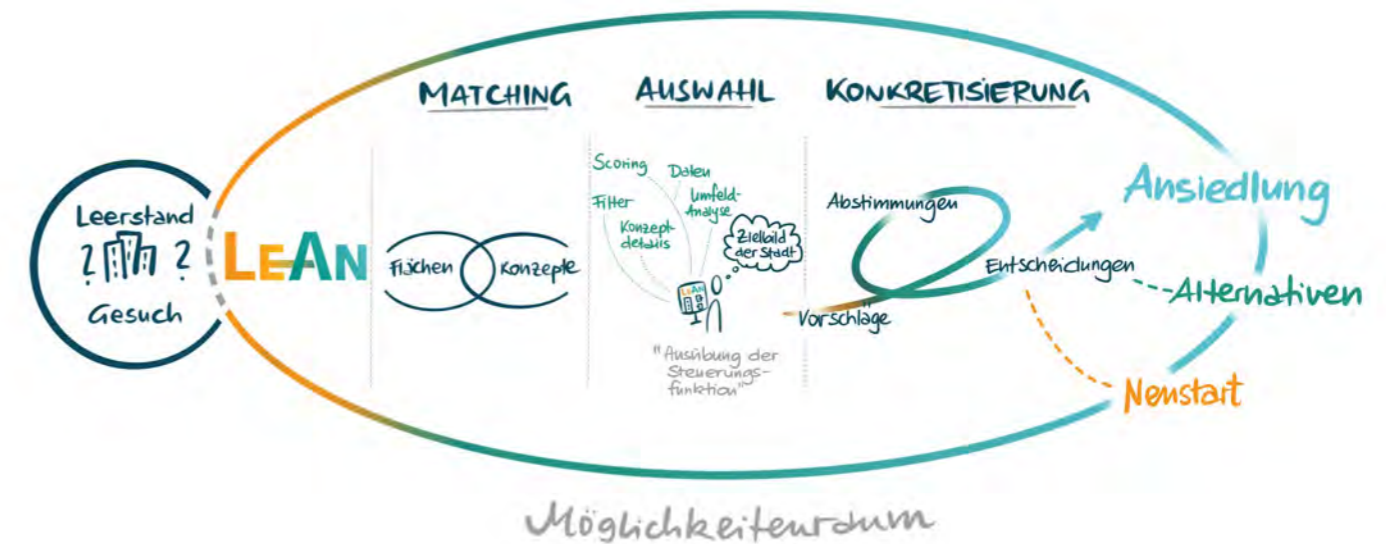 MATCHING
AUSWAHL
KONKRETISIERUNG
Leerstand
? ?
Gesuch
LEAN
Flächen
Konzepte
Scoring
Daten
Filter
Umfeld-
Analyse
Konzept-
details
Zielbild
der Stadt
LEAN
"Ausübung der
Steuerungs-
funktion"
Vorschläge
Abstimmungen
Entscheidungen
Ansiedlung
Alternativen
Neustart
Möglichkeitenraum